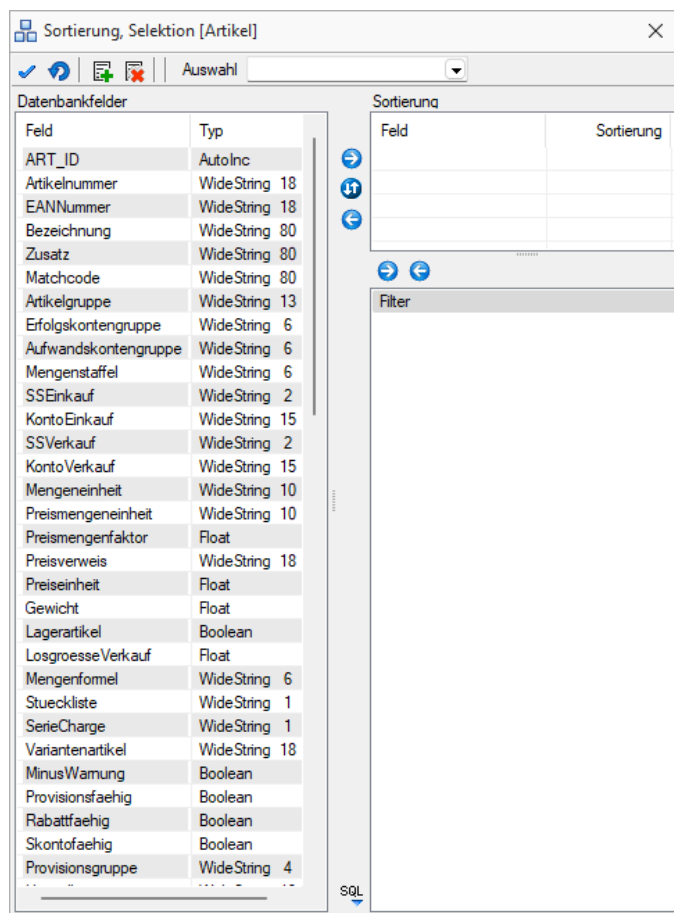 Sortierung, Selektion [Artikel]
Auswahl
Datenbankfelder
Feld Typ
ART_ID AutoInc
Artikelnummer WideString 18
EANNummer WideString 18
Bezeichnung WideString 80
Zusatz WideString 80
Matchcode WideString 80
Artikelgruppe WideString 13
Erfolgskontengruppe WideString 6
Aufwandskontengruppe WideString 6
Mengenstaffel WideString 6
SSEinkauf WideString 2
KontoEinkauf WideString 15
SSVerkauf WideString 2
KontoVerkauf WideString 15
Mengeneinheit WideString 10
Preismengeneinheit WideString 10
Preismengenfaktor Float
Preisverweis WideString 18
Preiseinheit Float
Gewicht Float
Lagerartikel Boolean
LosgroesseVerkauf Float
Mengenformel WideString 6
Stueckliste WideString 1
SerieCharge WideString 1
Variantenartikel WideString 18
MinusWarnung Boolean
Provisionsfaehig Boolean
Rabattfaehig Boolean
Skontofaehig Boolean
Provisionsgruppe WideString 4
Sortierung
Feld Sortierung
Filter
SQL